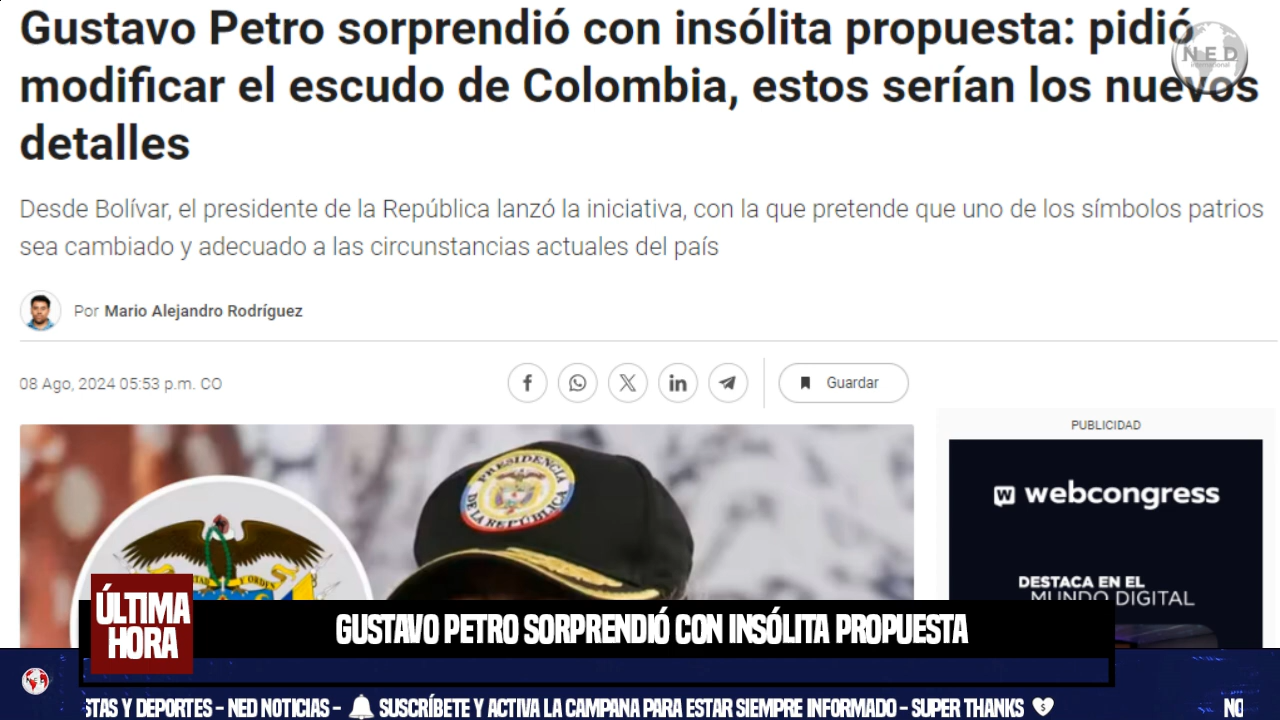 Gustavo Petro sorprendió con insólita propuesta: pidió
modificar el escudo de Colombia, estos serían los nuevos
detalles
NED
International
Desde Bolívar, el presidente de la República lanzó la iniciativa, con la que pretende que uno de los símbolos patrios
sea cambiado y adecuado a las circunstancias actuales del país
Por Mario Alejandro Rodríguez
08 Ago, 2024 05:53 p.m. CO
Guardar
PUBLICIDAD
webcongress
DESTACA EN EL
MUNDO DIGITAL
PRESIDENCIA
DE LA REPÚBLICA
Y ORDEN
ÚLTIMA
HORA
GUSTAVO PETRO SORPRENDIÓ CON INSÓLITA PROPUESTA
STAS Y DEPORTES - NED NOTICIAS - SUSCRÍBETE Y ACTIVA LA CAMPANA PARA ESTAR SIEMPRE INFORMADO - SUPER THANKS
NO